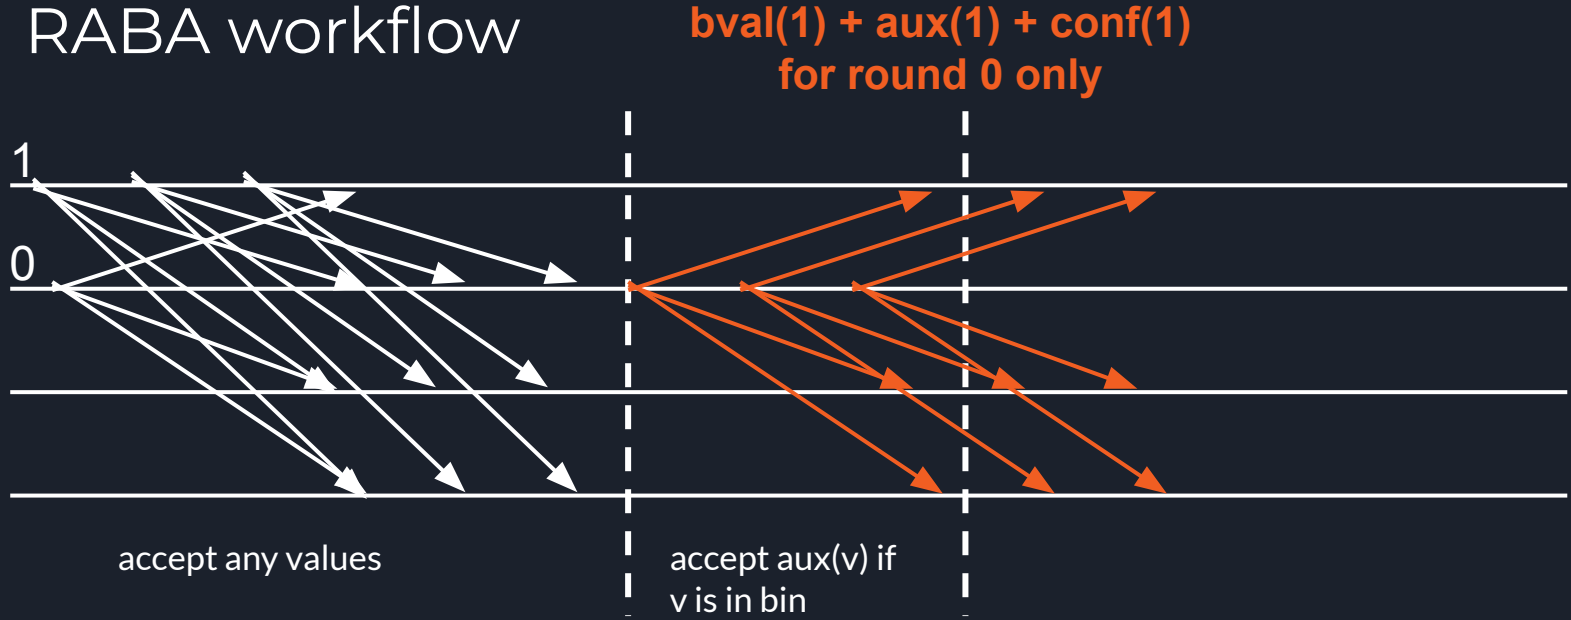 RABA workflow
bval(1) + aux(1) + conf(1)
for round 0 only
1
0
accept any values
accept aux(v) if
v is in bin